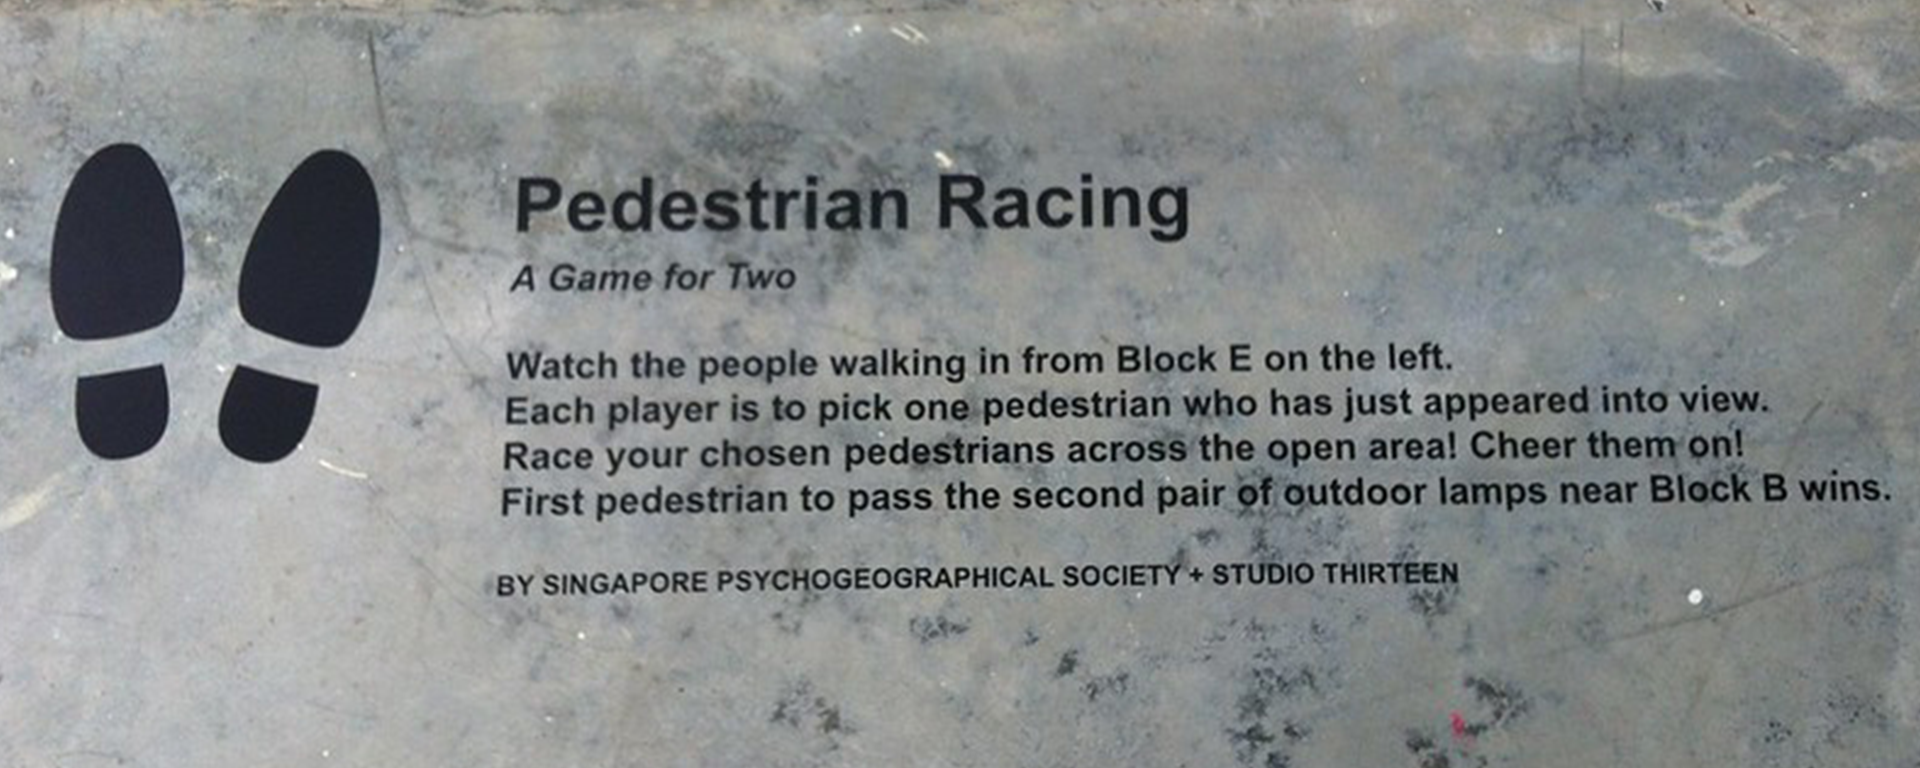 Pedestrian Racing
A Game for Two
Watch the people walking in from Block E on the left.
Each player is to pick one pedestrian who has just appeared into view.
Race your chosen pedestrians across the open area! Cheer them on!
First pedestrian to pass the second pair of outdoor lamps near Block B wins.
BY SINGAPORE PSYCHOGEOGRAPHICAL SOCIETY + STUDIO THIRTEEN